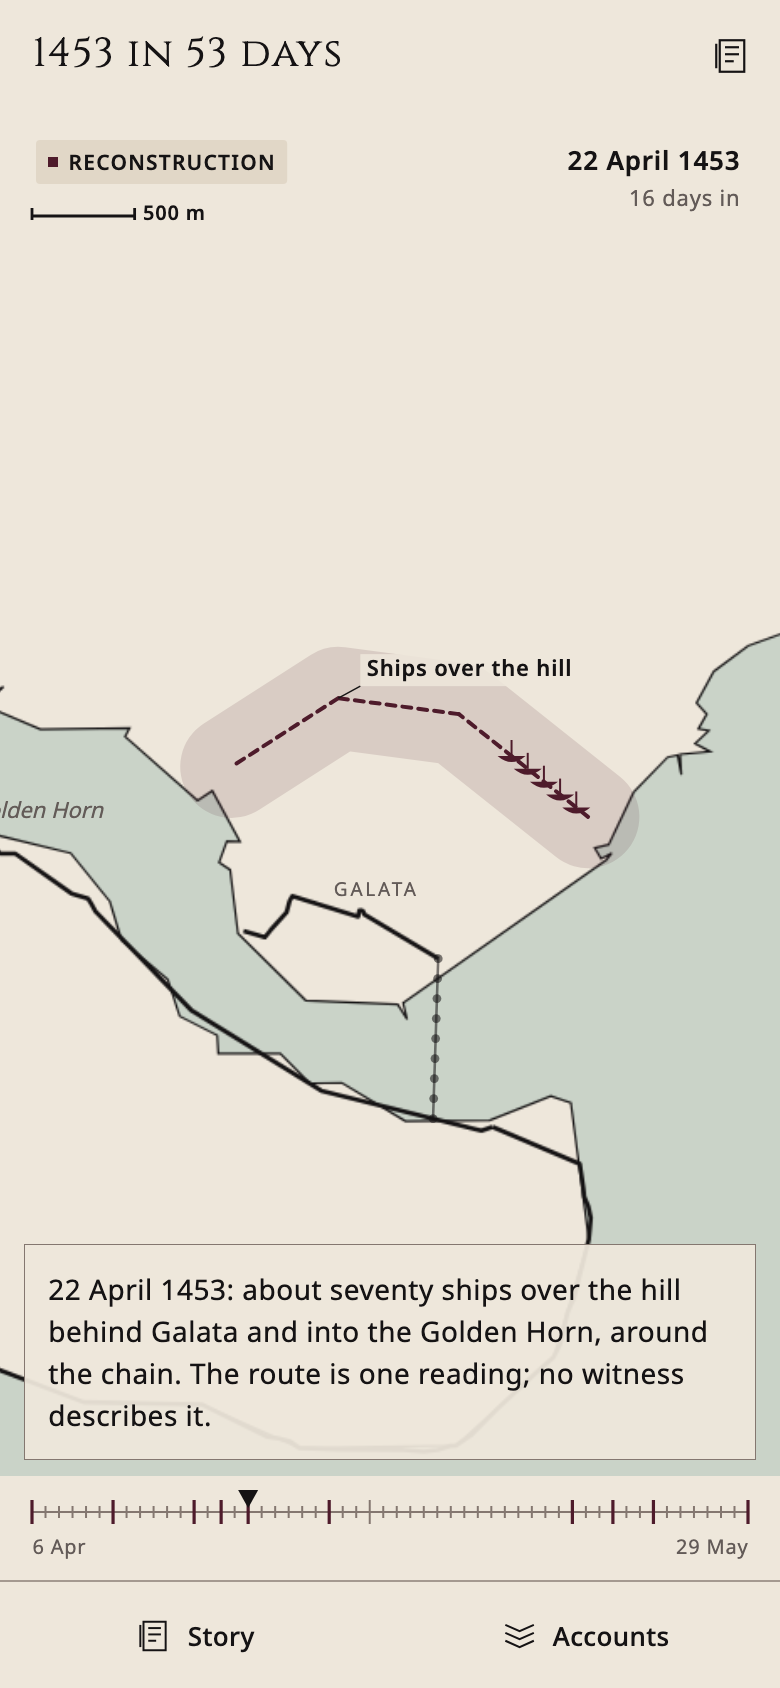 1453 IN 53 DAYS
RECONSTRUCTION
22 April 1453
16 days in
500 m
Ships over the hill
lden Horn
GALATA
22 April 1453: about seventy ships over the hill
behind Galata and into the Golden Horn, around
the chain. The route is one reading; no witness
describes it.
6 Apr
29 May
Story
Accounts